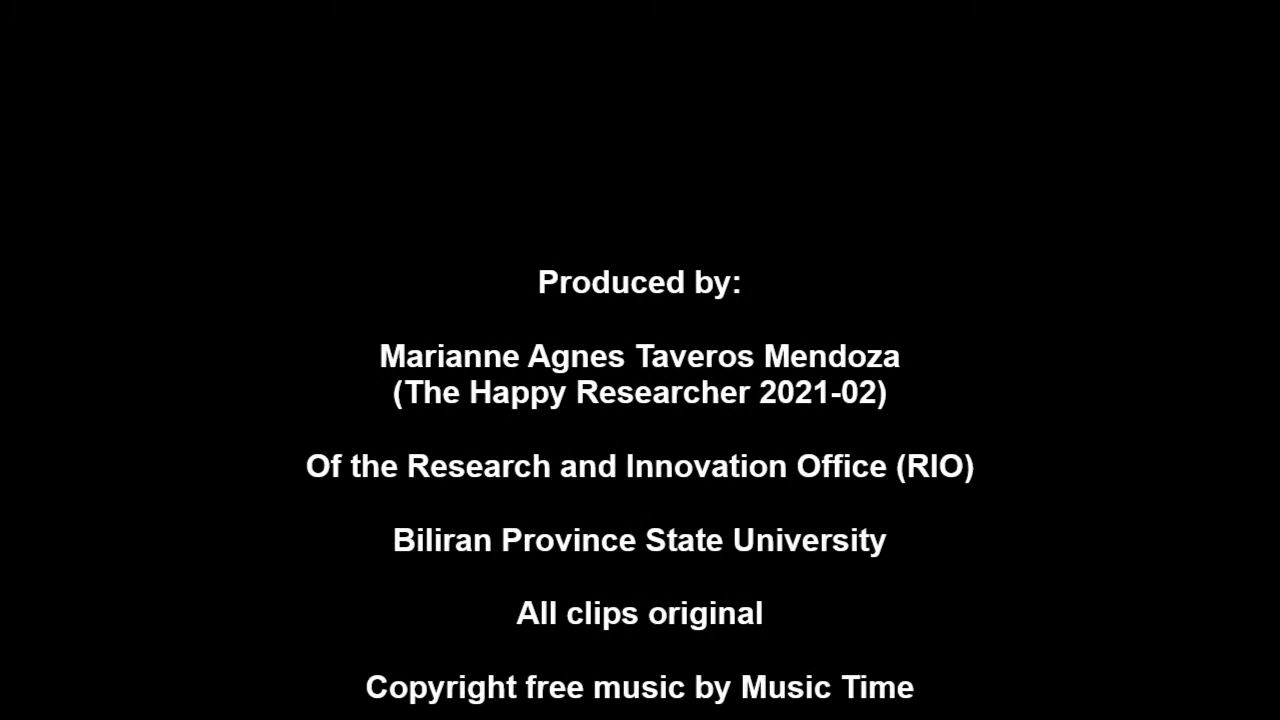 Produced by:
Marianne Agnes Taveros Mendoza
(The Happy Researcher 2021-02)
Of the Research and Innovation Office (RIO)
Biliran Province State University
All clips original
Copyright free music by Music Time